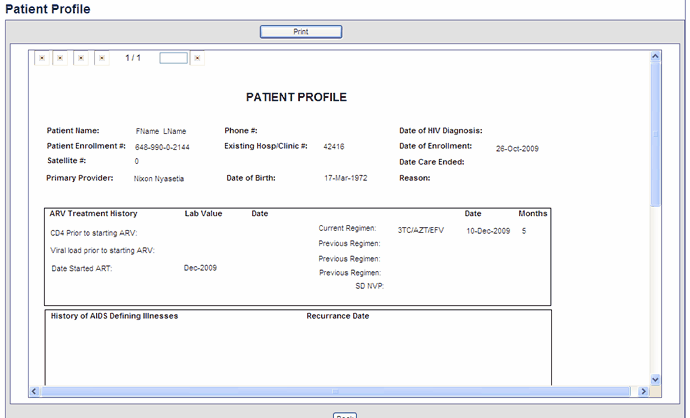 Patient Profile
Print
1 / 1
PATIENT PROFILE
Patient Name: FName LName Phone #: Date of HIV Diagnosis:
Patient Enrollment #: 648-990-0-2144 Existing Hosp/Clinic #: 42416 Date of Enrollment: 26-Oct-2009
Satellite #: 0 Date Care Ended:
Primary Provider: Nixon Nyasetia Date of Birth: 17-Mar-1972 Reason:
ARV Treatment History Lab Value Date Date Months
CD4 Prior to starting ARV: Current Regimen: 3TC/AZT/EFV 10-Dec-2009 5
Previous Regimen:
Viral load prior to starting ARV: Previous Regimen:
Date Started ART: Dec-2009 Previous Regimen:
SD NVP:
History of AIDS Defining Illnesses Recurrance Date